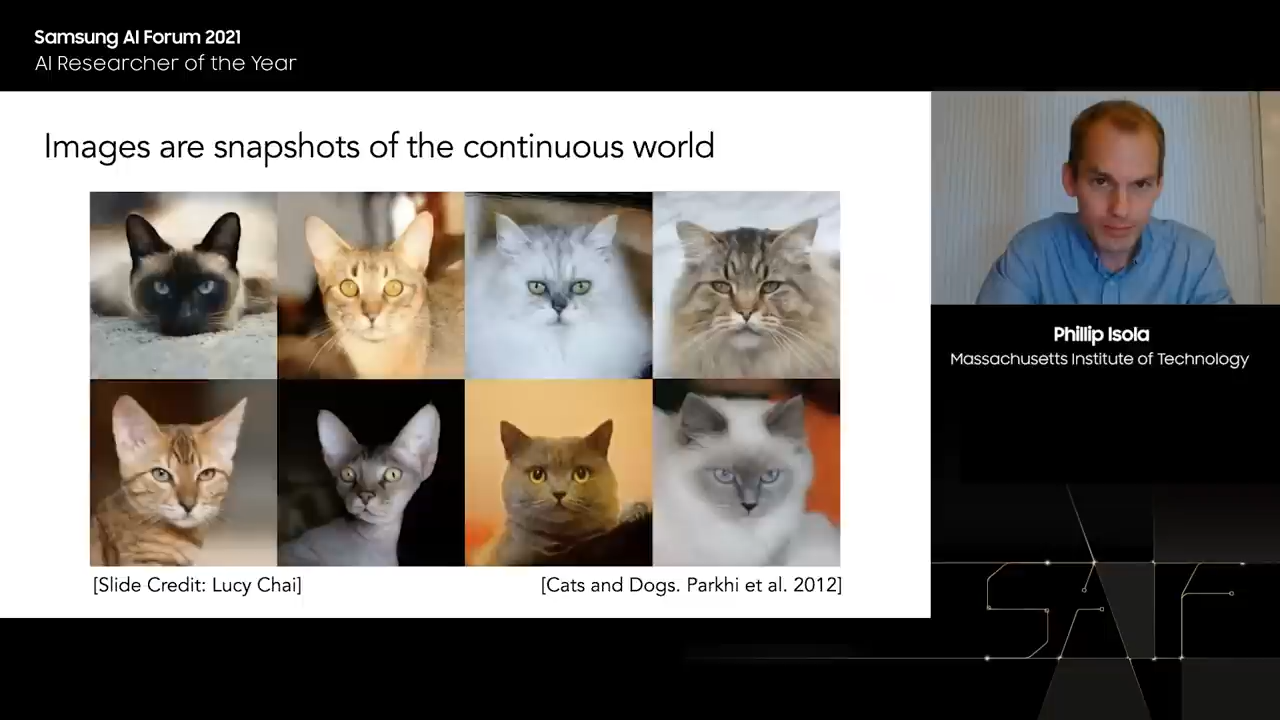 Samsung AI Forum 2021
AI Researcher of the Year
Images are snapshots of the continuous world
[Slide Credit: Lucy Chai]
[Cats and Dogs. Parkhi et al. 2012]
Phillip Isola
Massachusetts Institute of Technology
SAIF